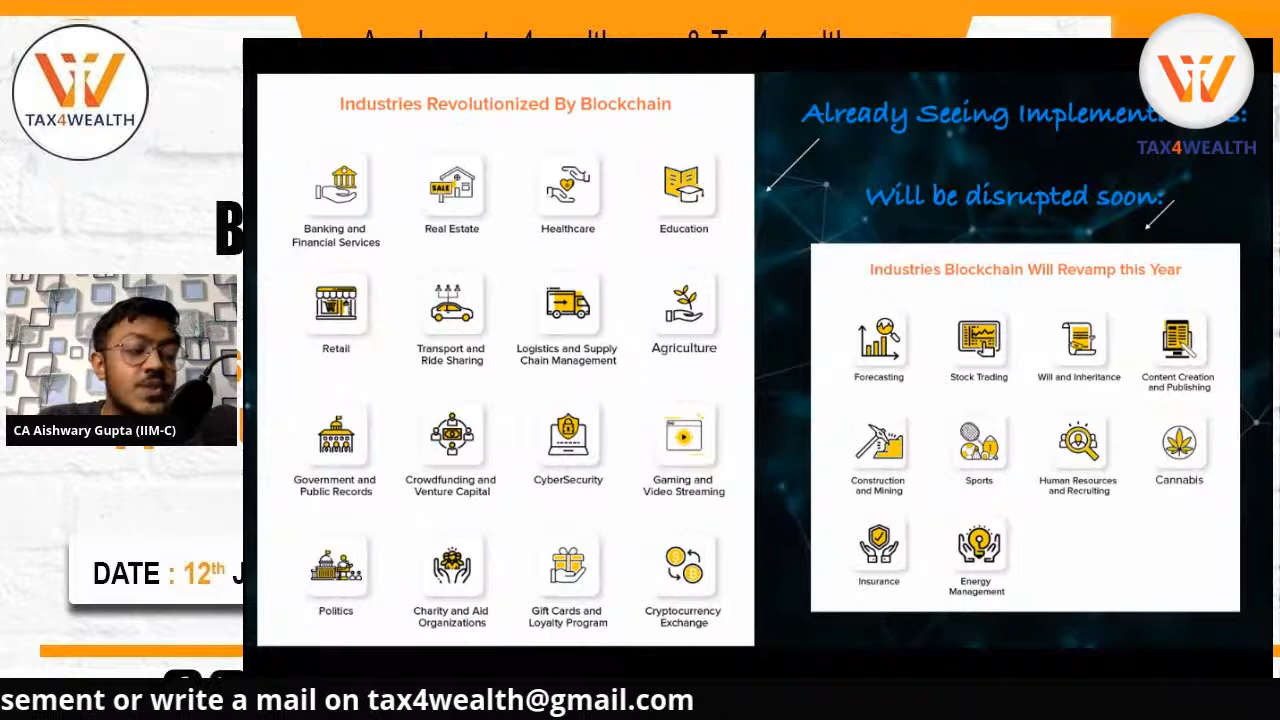 TAX4WEALTH
Industries Revolutionized By Blockchain
Banking and
Financial Services
Real Estate
Healthcare
Education
Retail
Transport and
Ride Sharing
Logistics and Supply
Chain Management
Agriculture
Government and
Public Records
Crowdfunding and
Venture Capital
CyberSecurity
Gaming and
Video Streaming
Politics
Charity and Aid
Organizations
Gift Cards and
Loyalty Program
Cryptocurrency
Exchange
Already Seeing
Will be disrupted soon:
TAX4WEALTH
Industries Blockchain Will Revamp this Year
Forecasting
Stock Trading
Will and Inheritance
Content Creation
and Publishing
Construction
and Mining
Sports
Human Resources
and Recruiting
Cannabis
Insurance
Energy
Management
SALE
B
CA Aishwary Gupta (IIM-C)
DATE : 12th J
sement or write a mail on tax4wealth@gmail.com